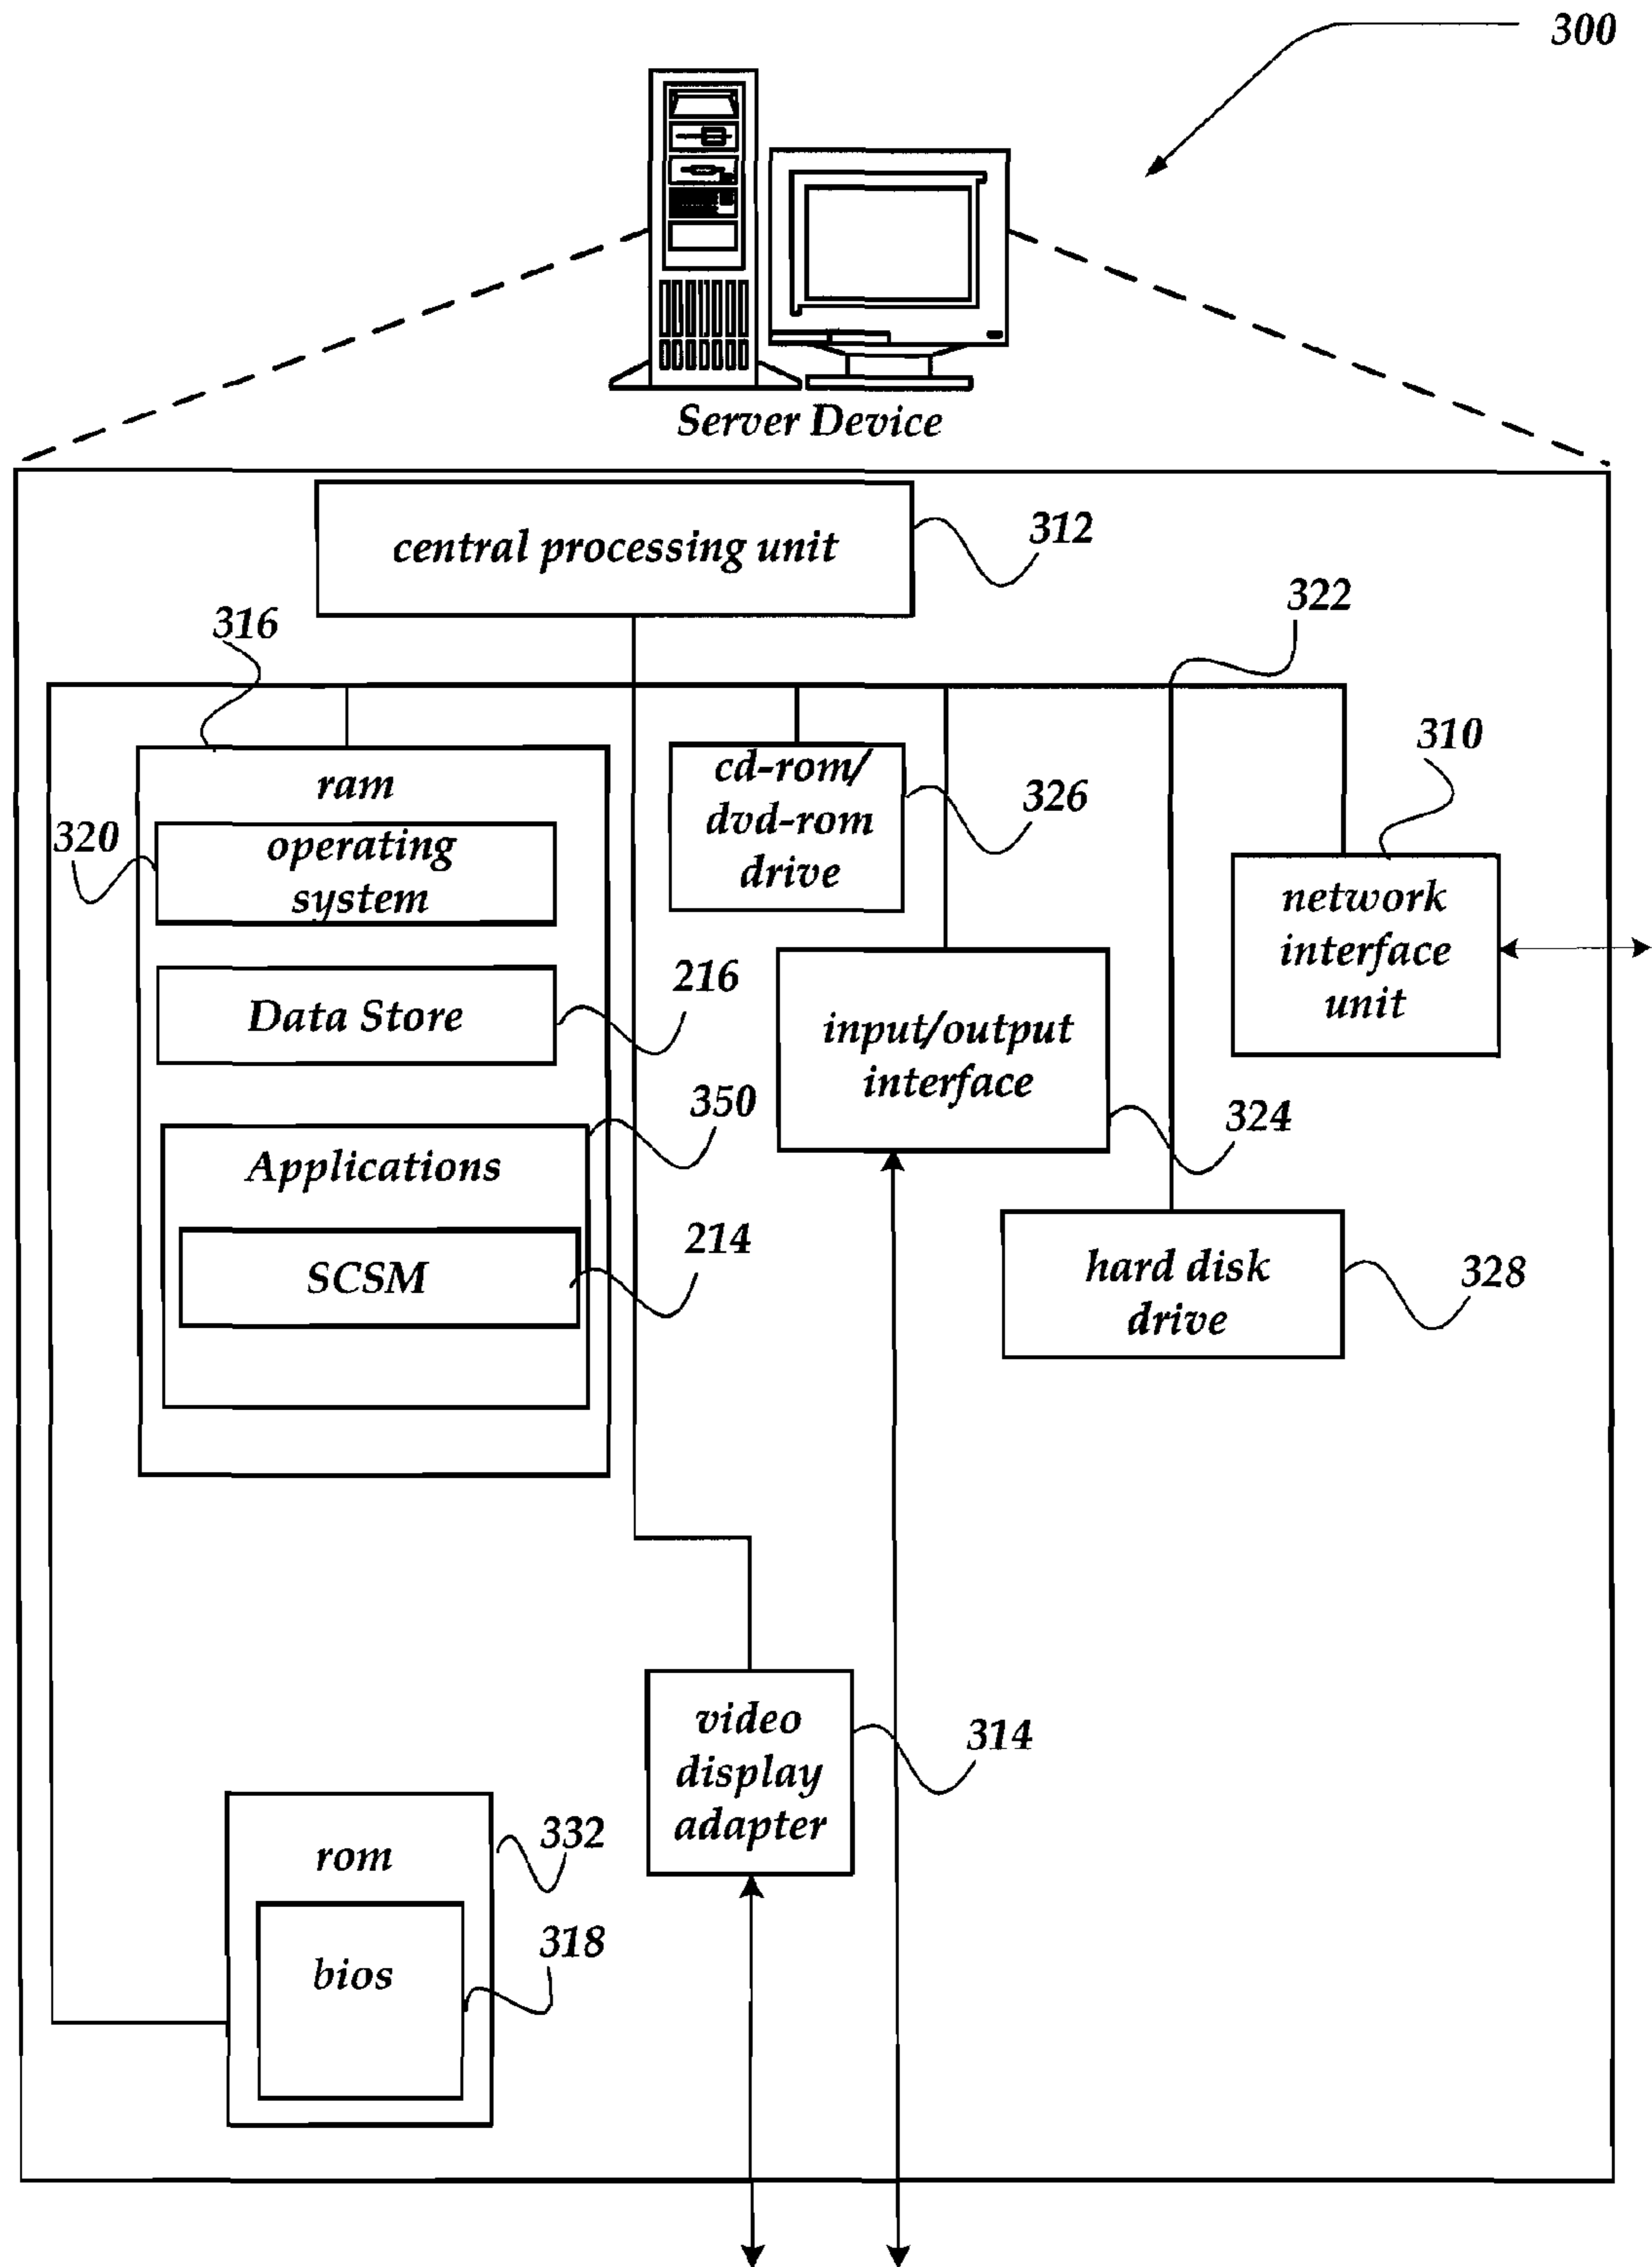 300
Server Device
central processing unit
312
322
316
310
ram
cd-rom/
dvd-rom
drive
326
320
operating
system
network
interface
unit
216
Data Store
input/output
interface
350
324
Applications
214
SCSM
hard disk
drive
328
video
display
adapter
314
332
rom
318
bios